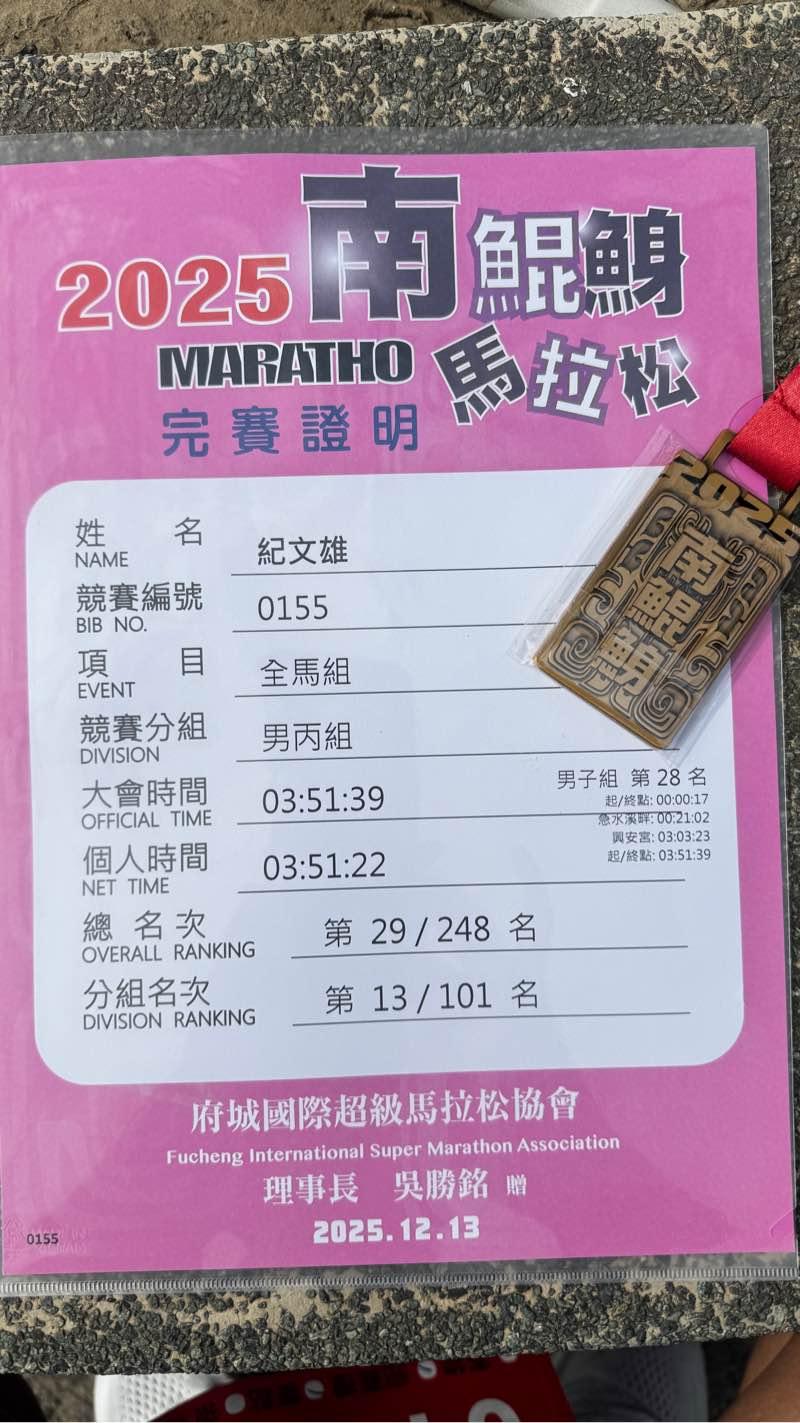 2025 南鯤鯓
MARATHO 馬拉松
完賽證明
姓名 紀文雄
NAME
競賽編號 0155
BIB NO.
項目 全馬組
EVENT
競賽分組 男丙組
DIVISION
大會時間 03:51:39
OFFICIAL TIME
個人時間 03:51:22
NET TIME
總名次 第 29 / 248 名
OVERALL RANKING
分組名次 第 13 / 101 名
DIVISION RANKING
男子組 第 28 名
起/終點: 00:00:17
急水溪畔: 00:21:02
興安宮: 03:03:23
起/終點: 03:51:39
2025
南
鯤
鯓
府城國際超級馬拉松協會
Fucheng International Super Marathon Association
理事長 吳勝銘 贈
2025.12.13
0155